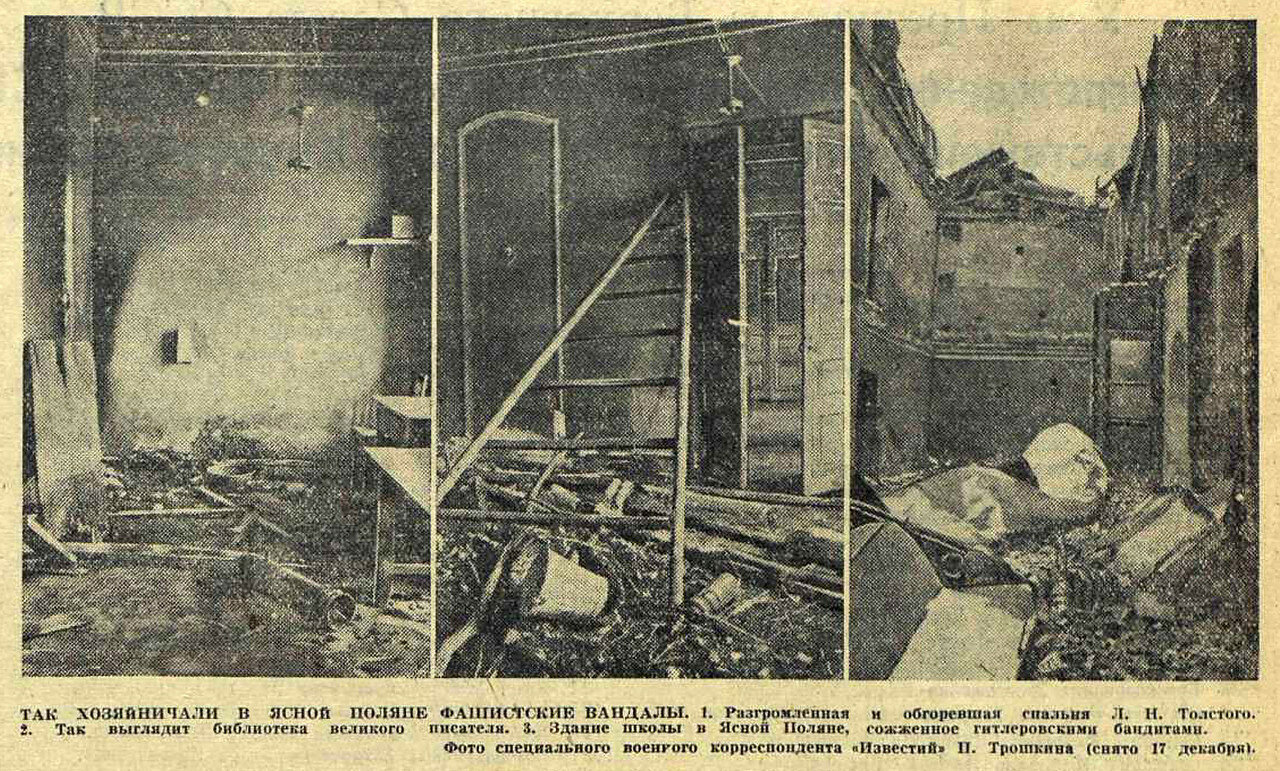 ТАК ХОЗЯЙНИЧАЛИ В ЯСНОЙ ПОЛЯНЕ ФАШИСТСКИЕ ВАНДАЛЫ. 1. Разгромленная и обгоревшая спальня Л. Н. Толстого.
2. Так выглядит библиотека великого писателя. 3. Здание школы в Ясной Поляне, сожженное гитлеровскими бандитами.
Фото специального военного корреспондента «Известий» П. Трошкина (снято 17 декабря).